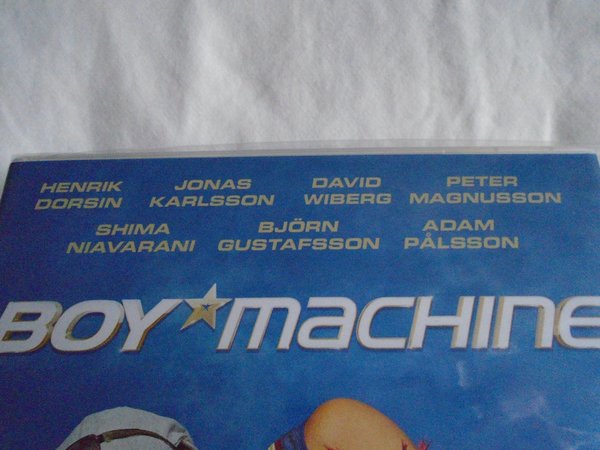 HENRIK JONAS DAVID PETER
DORSIN KARLSSON WIBERG MAGNUSSON
SHIMA BJÖRN ADAM
NIAVARANI GUSTAFSSON PÅLSSON
BOY MACHINE